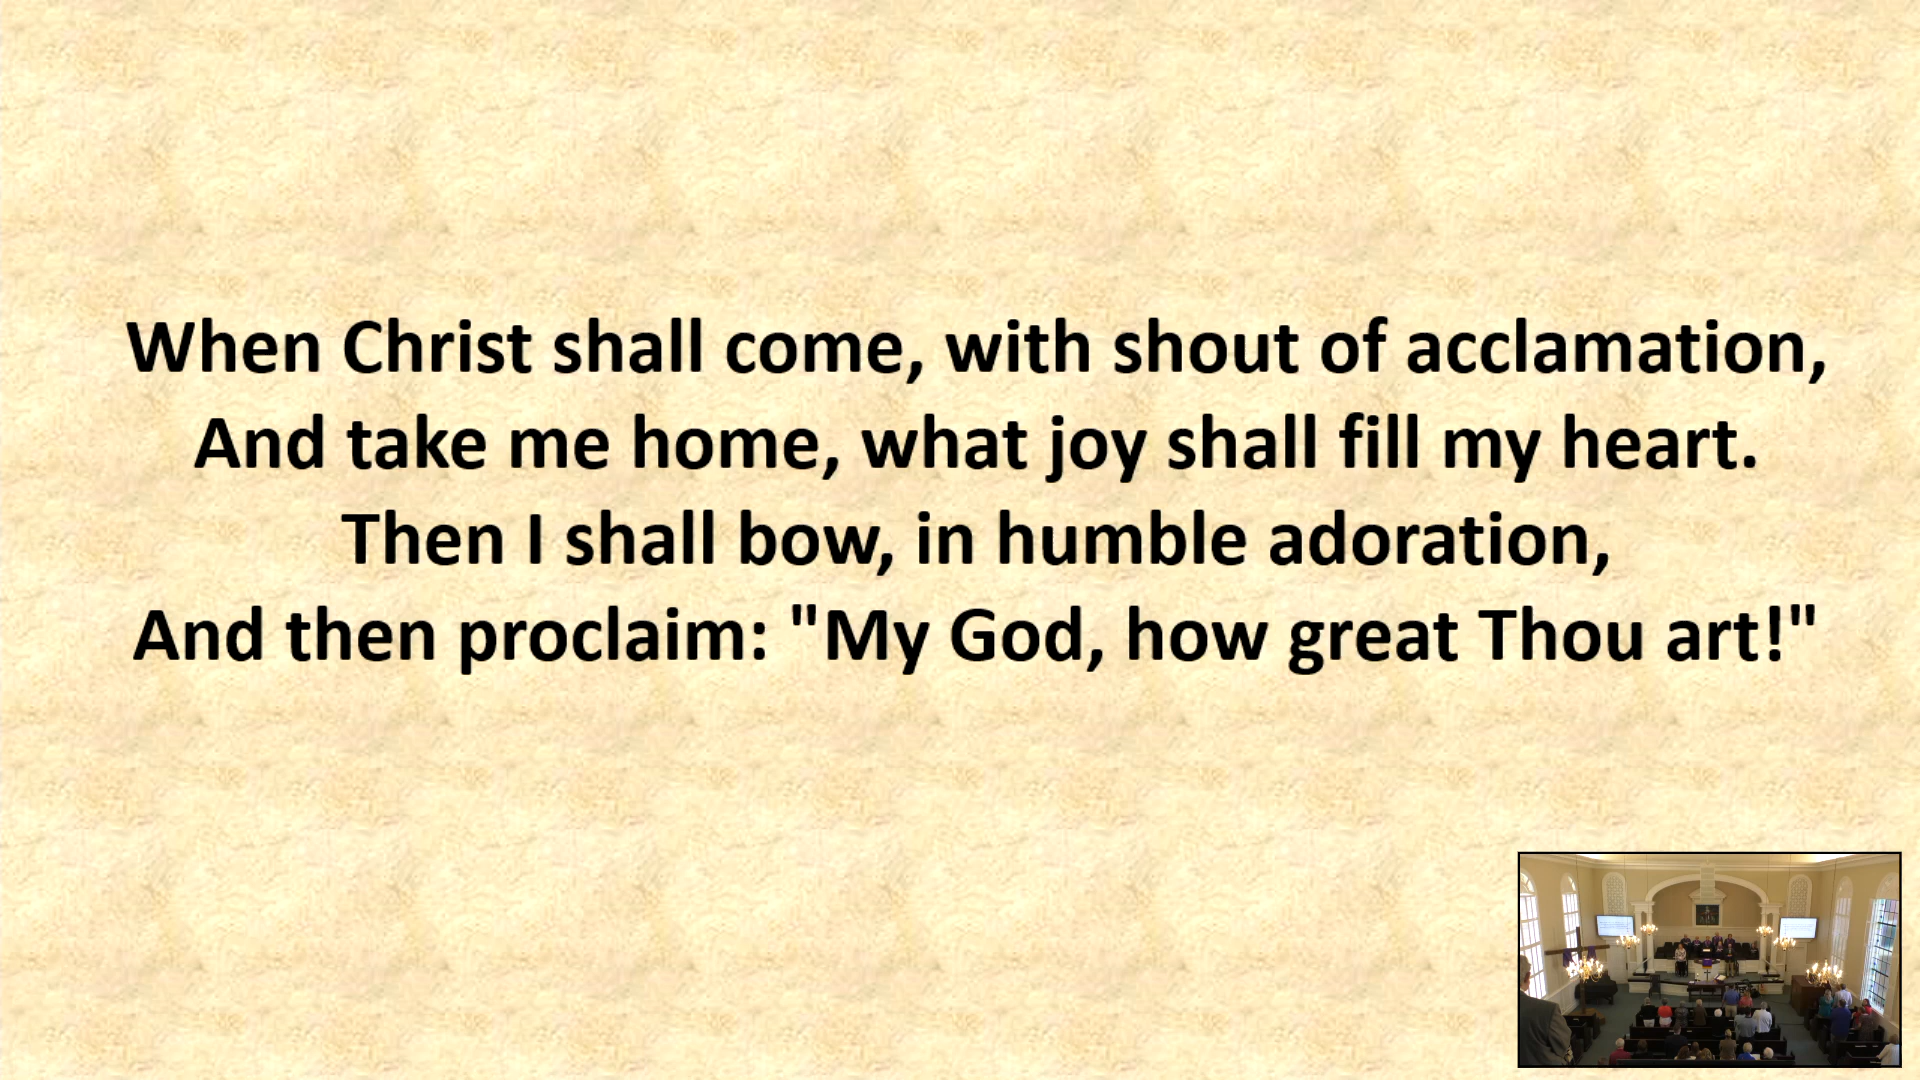 When Christ shall come, with shout of acclamation,
And take me home, what joy shall fill my heart.
Then I shall bow, in humble adoration,
And then proclaim: "My God, how great Thou art!"